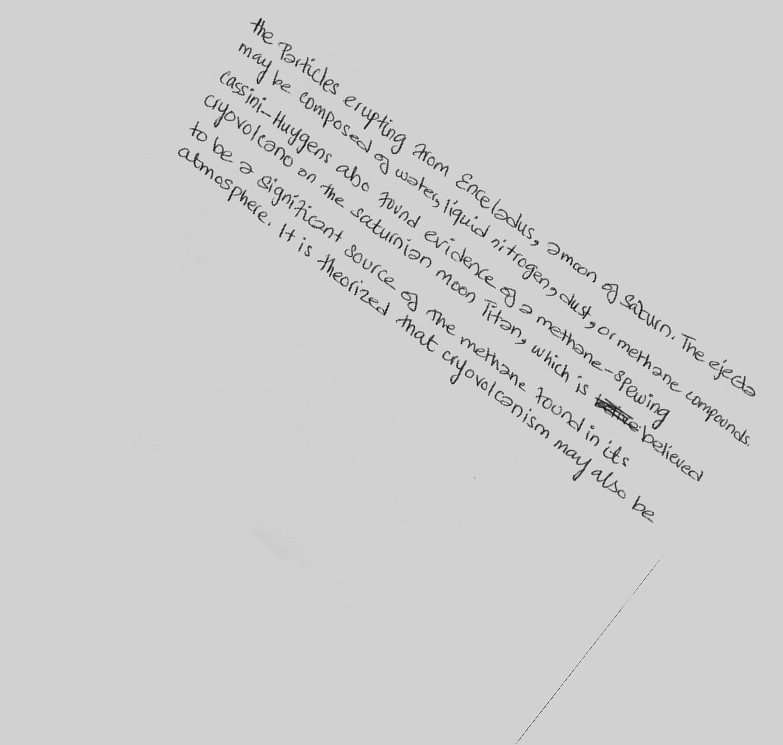 the Particles erupting from Enceladus, a moon of Saturn. The ejecta
may be composed of water, liquid nitrogen, dust, or methane compounds.
cassini-Huygens also found evidence of a methane-spewing
cryovolcano on the saturnian moon Titan, which is believed
to be a significant source of the methane found in its
atmosphere. It is theorized that cryovolcanism may also be